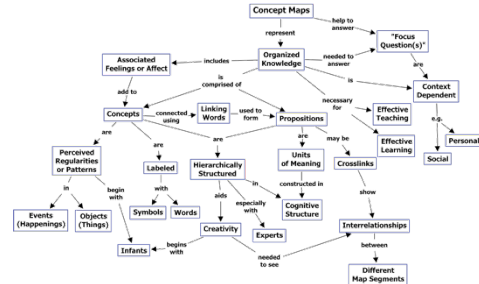 Concept Maps
help to
answer
represent
"Focus
Question(s)"
Associated
Feelings or Affect
includes
Organized
Knowledge
needed to
answer
are
is
Context
Dependent
add to
is
comprised of
necessary
for
Effective
Teaching
Concepts
connected
using
Linking
Words
used to
form
Propositions
e.g.
Effective
Learning
Personal
Social
are
are
are
are
may be
Perceived
Regularities
or Patterns
Labeled
Hierarchically
Structured
Units
of Meaning
Crosslinks
in
begin
with
with
aids
especially
with
in
constructed in
show
Events
(Happenings)
Objects
(Things)
Symbols
Words
Creativity
Experts
Cognitive
Structure
Interrelationships
Infants
begins
with
needed
to see
between
Different
Map Segments